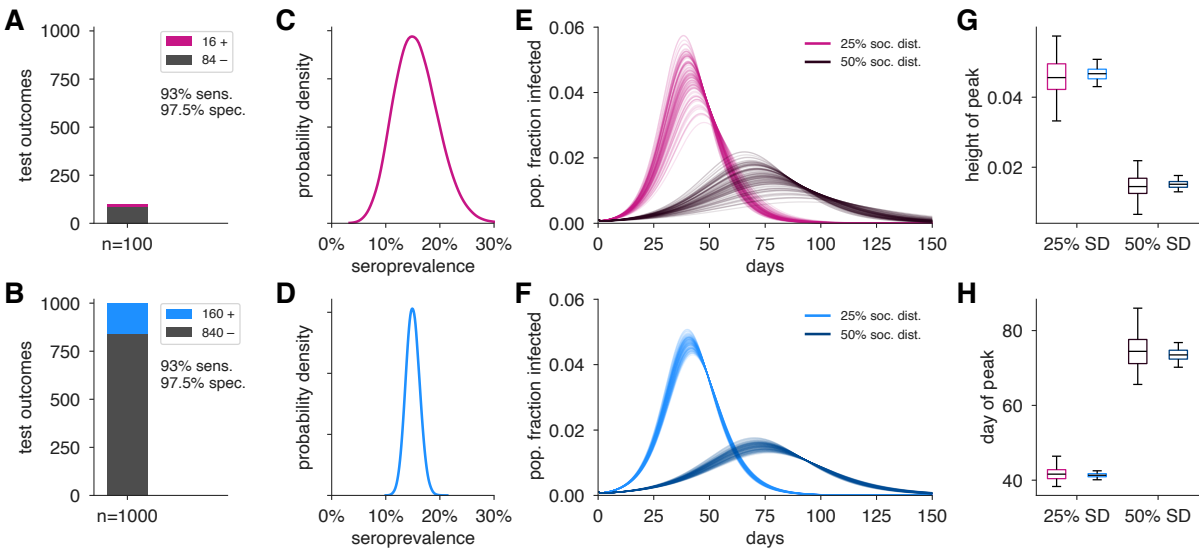 A
test outcomes
1000
750
500
250
0
n=100
16 +
84 –
93% sens.
97.5% spec.
C
probability density
0% 10% 20% 30%
seroprevalence
E
pop. fraction infected
0.06
0.04
0.02
0.00
0 25 50 75 100 125 150
days
25% soc. dist.
50% soc. dist.
G
height of peak
0.04
0.02
25% SD 50% SD
B
test outcomes
1000
750
500
250
0
n=1000
160 +
840 –
93% sens.
97.5% spec.
D
probability density
0% 10% 20% 30%
seroprevalence
F
pop. fraction infected
0.06
0.04
0.02
0.00
0 25 50 75 100 125 150
days
25% soc. dist.
50% soc. dist.
H
day of peak
80
60
40
25% SD 50% SD